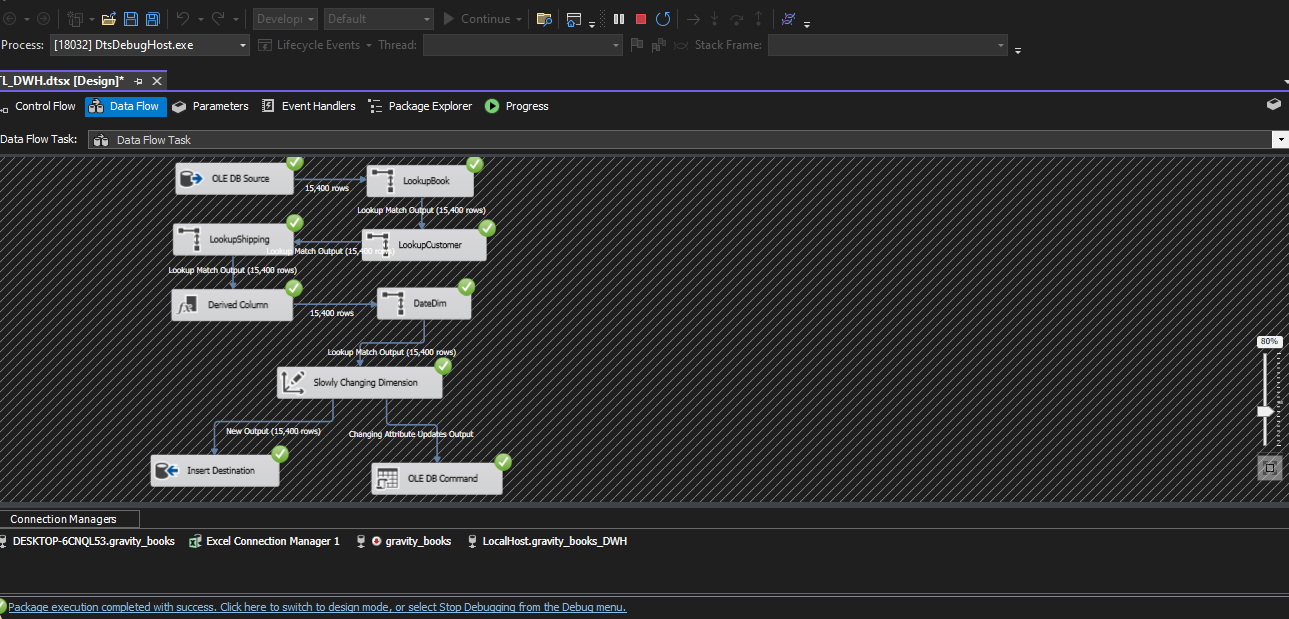 Develop Default Continue
Process: [18032] DtsDebugHost.exe Lifecycle Events Thread: Stack Frame:
TL_DWH.dtsx [Design]*
Control Flow Data Flow Parameters Event Handlers Package Explorer Progress
Data Flow Task: Data Flow Task
OLE DB Source
15,400 rows
LookupBook
Lookup Match Output (15,400 rows)
LookupCustomer
Lookup Match Output (15,400 rows)
LookupShipping
Lookup Match Output (15,400 rows)
Derived Column
15,400 rows
DateDim
Lookup Match Output (15,400 rows)
Slowly Changing Dimension
New Output (15,400 rows)
Changing Attribute Updates Output
Insert Destination
OLE DB Command
80%
Connection Managers
DESKTOP-6CNQL53.gravity_books Excel Connection Manager 1 gravity_books LocalHost.gravity_books_DWH
Package execution completed with success. Click here to switch to design mode, or select Stop Debugging from the Debug menu.